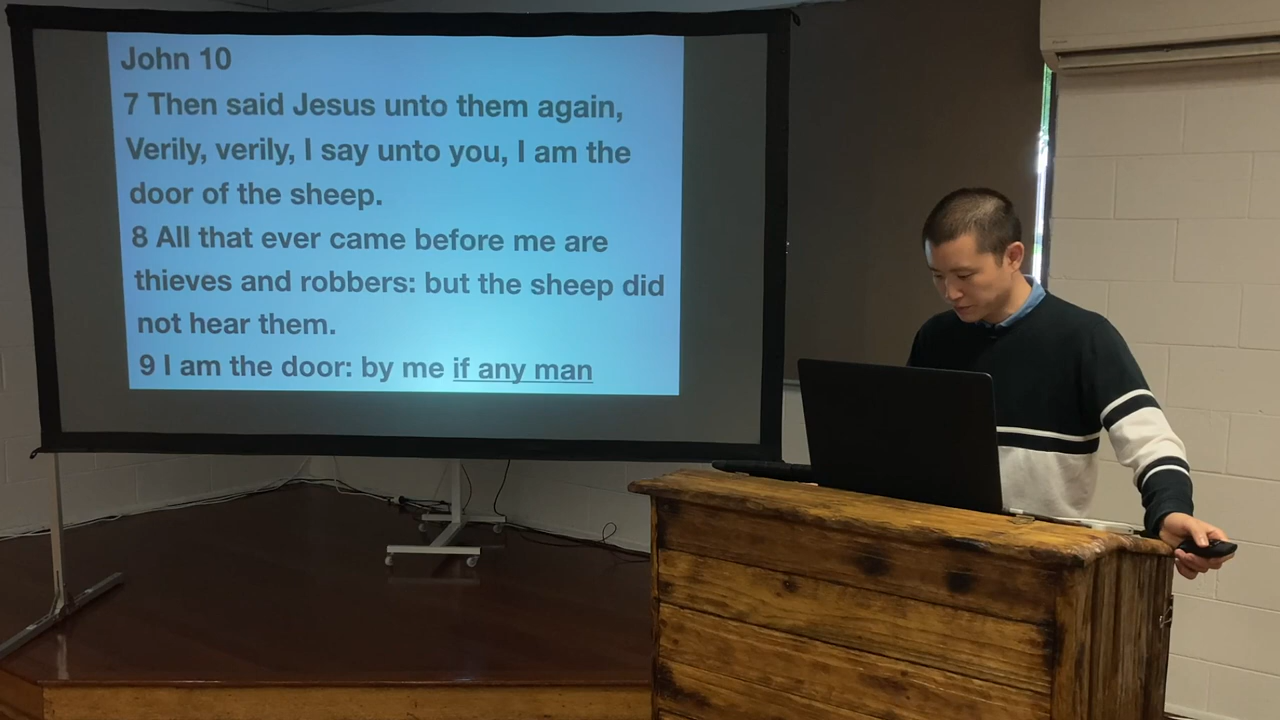 John 10
7 Then said Jesus unto them again,
Verily, verily, I say unto you, I am the
door of the sheep.
8 All that ever came before me are
thieves and robbers: but the sheep did
not hear them.
9 I am the door: by me if any man